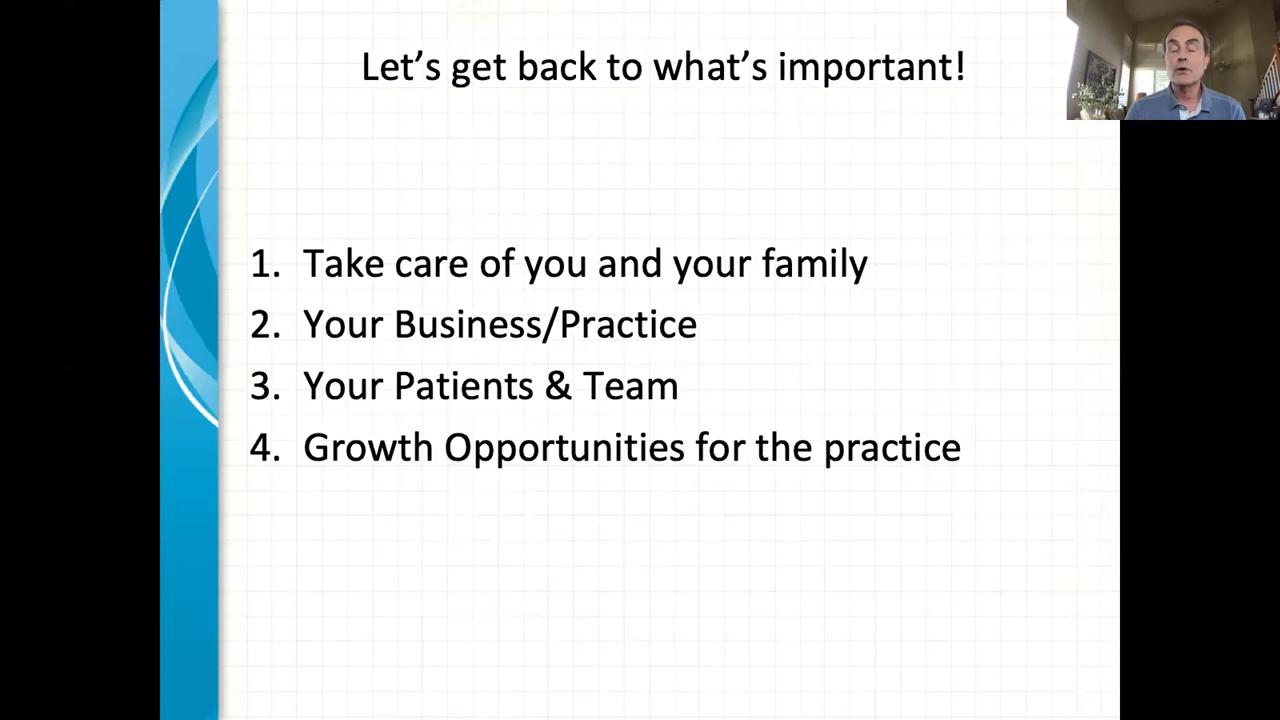 Let’s get back to what’s important!
1. Take care of you and your family
2. Your Business/Practice
3. Your Patients & Team
4. Growth Opportunities for the practice